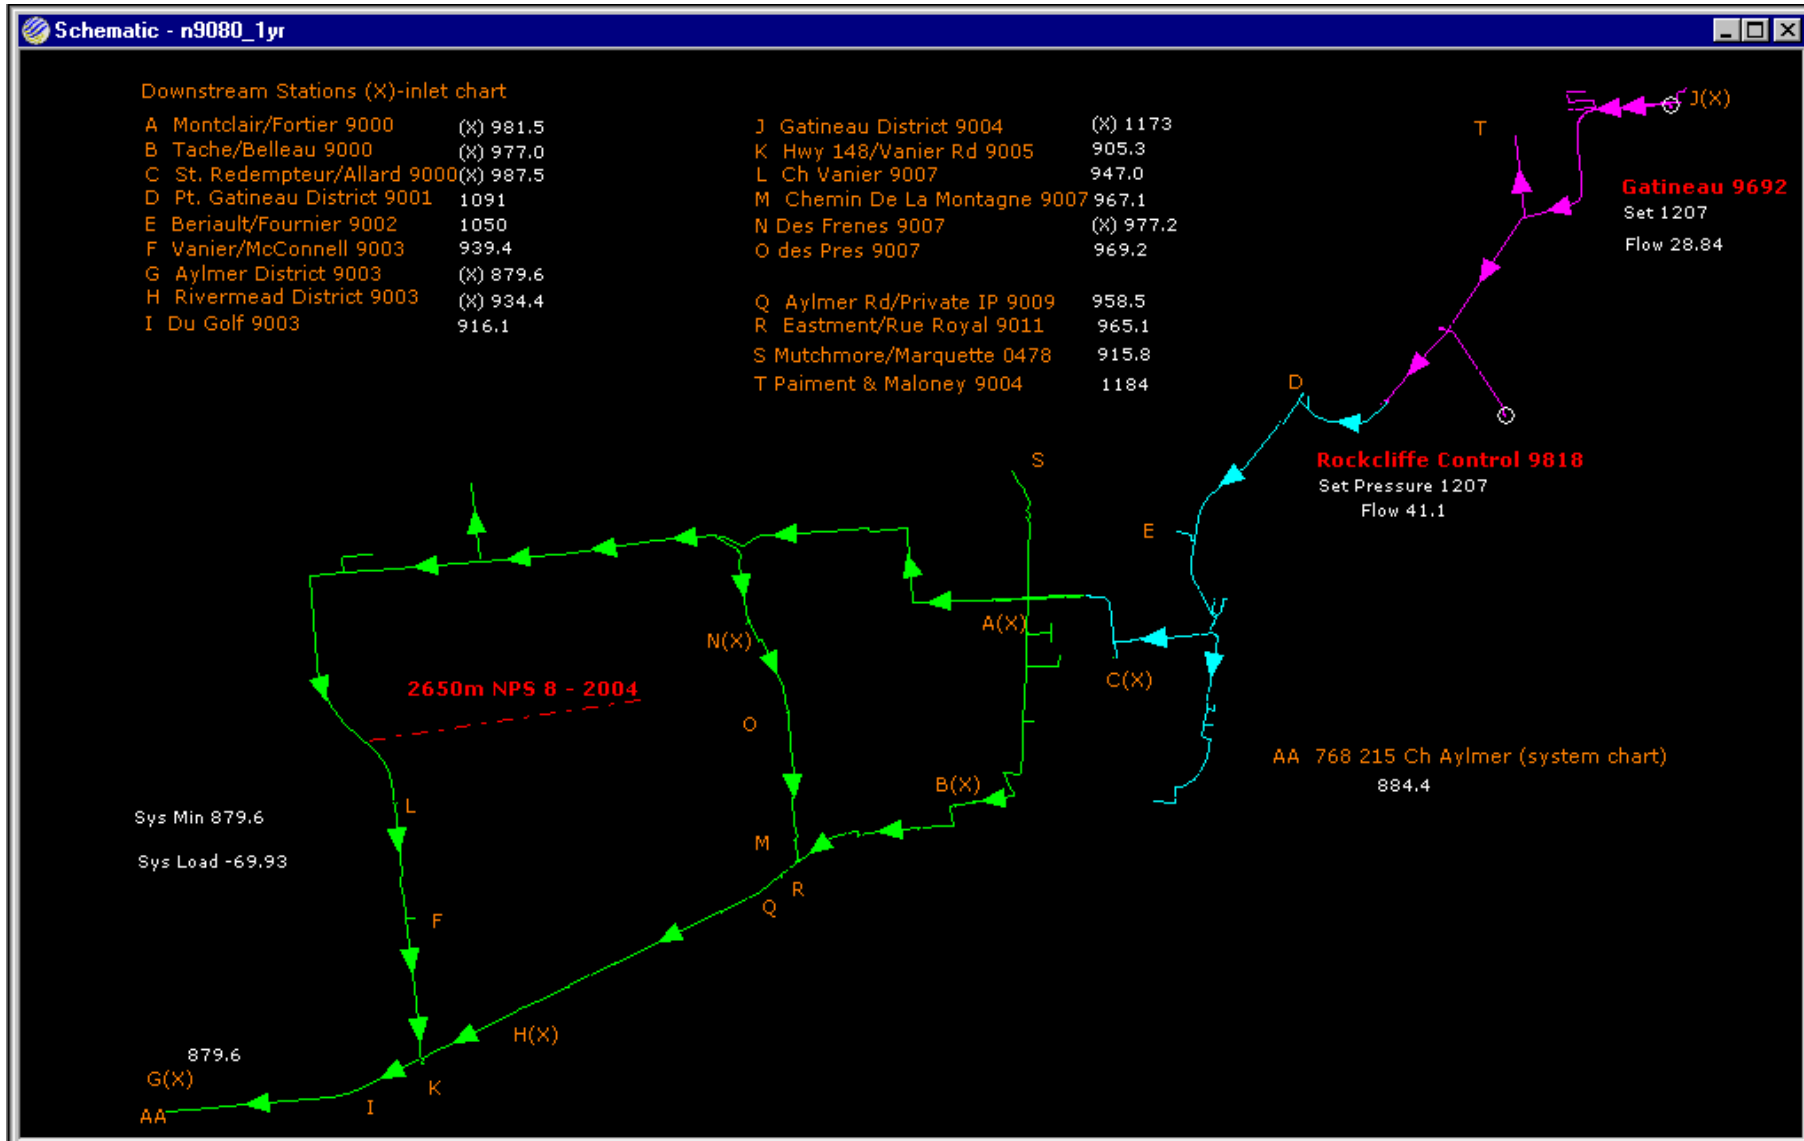 Schematic - n9080_1yr
Downstream Stations (X)-inlet chart
A Montclair/Fortier 9000 (X) 981.5
B Tache/Belleau 9000 (X) 977.0
C St. Redempteur/Allard 9000 (X) 987.5
D Pt. Gatineau District 9001 1091
E Beriault/Fournier 9002 1050
F Vanier/McConnell 9003 939.4
G Aylmer District 9003 (X) 879.6
H Rivermead District 9003 (X) 934.4
I Du Golf 9003 916.1
J Gatineau District 9004 (X) 1173
K Hwy 148/Vanier Rd 9005 905.3
L Ch Vanier 9007 947.0
M Chemin De La Montagne 9007 967.1
N Des Frenes 9007 (X) 977.2
O des Pres 9007 969.2
Q Aylmer Rd/Private IP 9009 958.5
R Eastment/Rue Royal 9011 965.1
S Mutchmore/Marquette 0478 915.8
T Paiment & Maloney 9004 1184
J(X)
T
Gatineau 9692
Set 1207
Flow 28.84
D
Rockcliffe Control 9818
Set Pressure 1207
Flow 41.1
S
E
A(X)
N(X)
C(X)
2650m NPS 8 - 2004
O
AA 768 215 Ch Aylmer (system chart)
884.4
B(X)
L
Sys Min 879.6
M
Sys Load -69.93
R
Q
F
H(X)
879.6
G(X)
K
I
AA